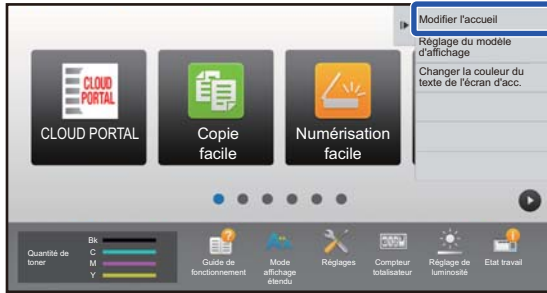 Modifier l'accueil
Réglage du modèle
d'affichage
Changer la couleur du
texte de l'écran d'acc.
CLOUD
PORTAL
CLOUD PORTAL
Copie
facile
Numérisation
facile
Quantité de
toner
Bk
C
M
Y
Guide de
fonctionnement
Mode
affichage
étendu
Réglages
Compteur
totalisateur
Réglage de
luminosité
Etat travail